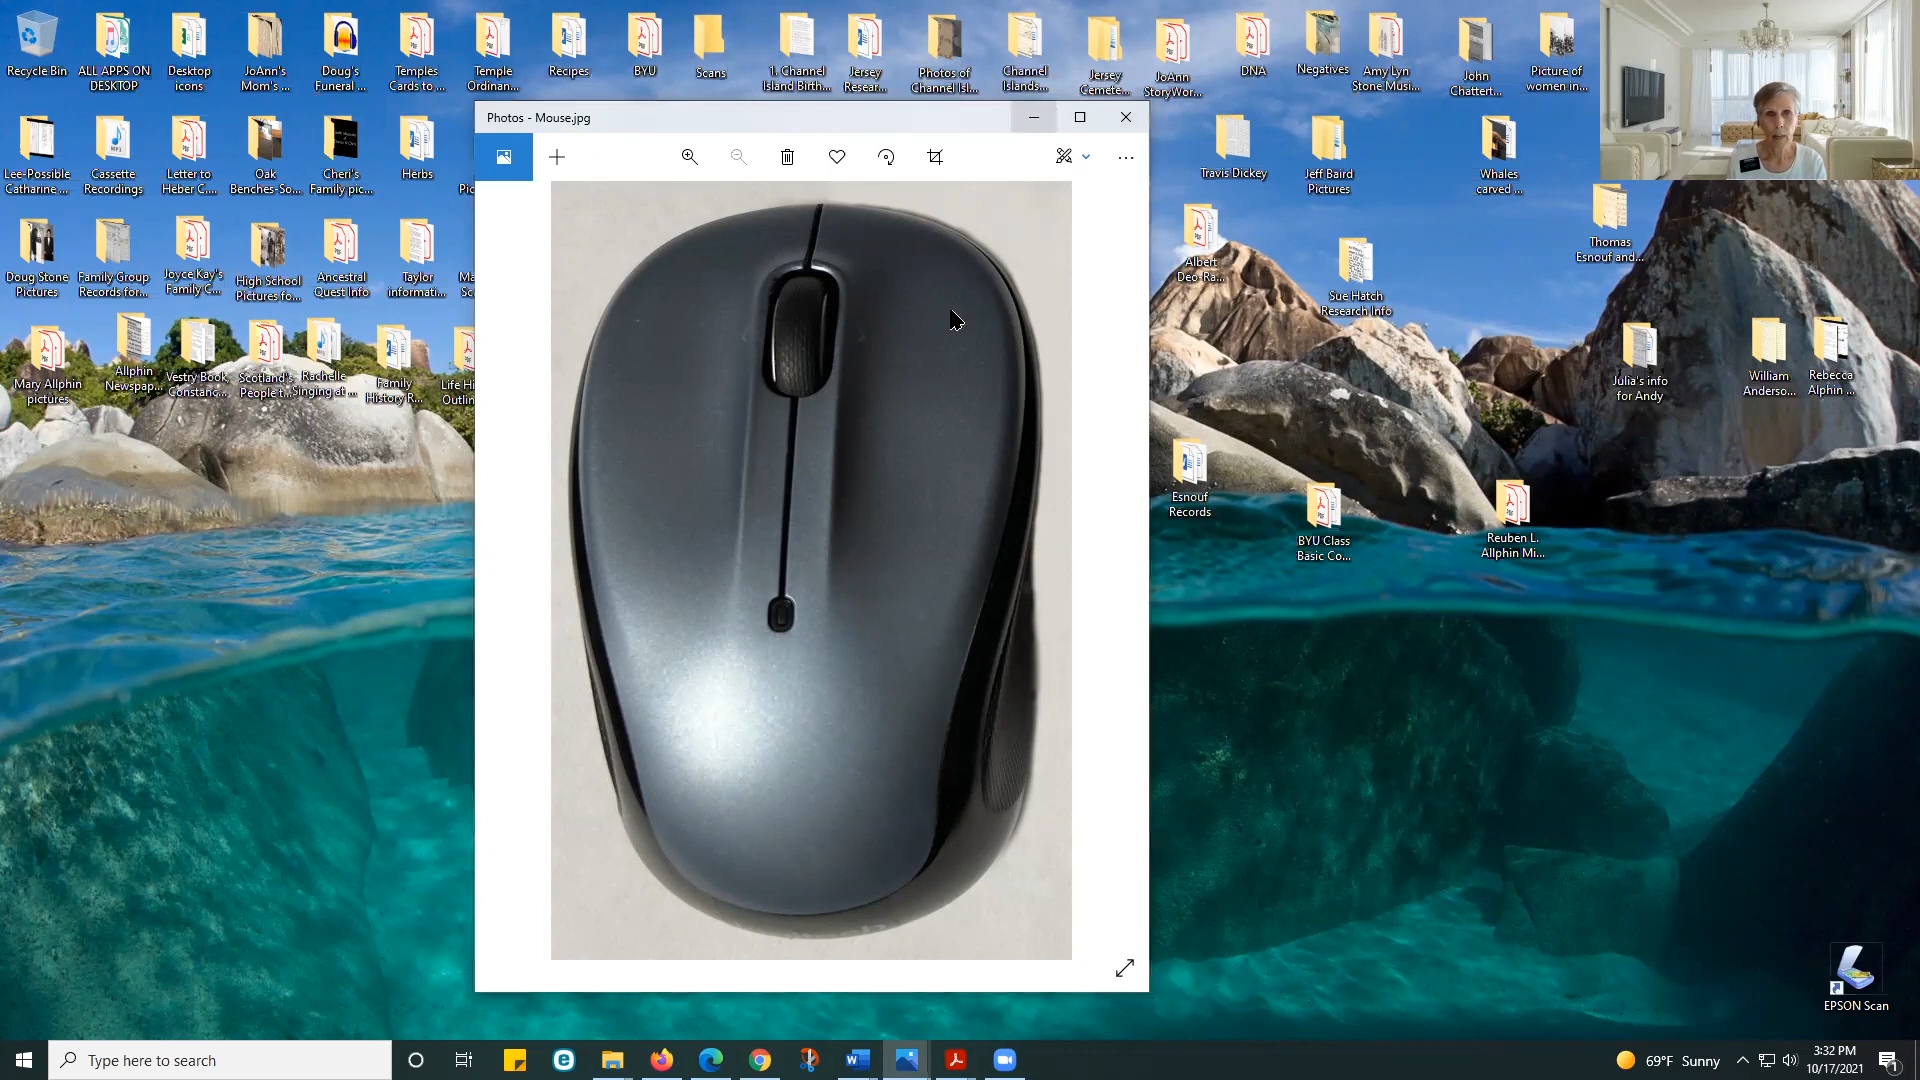 Recycle Bin
ALL APPS ON
DESKTOP
Desktop
icons
JoAnn's
Mom's ...
Doug's
Funeral ...
Temples
Cards to ...
Temple
Ordinan...
Recipes
BYU
Scans
1. Channel
Island Birth...
Jersey
Resear...
Photos of
Channel Isl...
Channel
Islands...
Jersey
Cemete...
JoAnn
StoryWor...
DNA
Negatives
Amy Lyn
Stone Musi...
John
Chattert...
Picture of
women in...
Photos - Mouse.jpg
Lee-Possible
Catharine ...
Cassette
Recordings
Letter to
Heber C....
Oak
Benches-So...
Cheri's
Family pic...
Herbs
Travis Dickey
Jeff Baird
Pictures
Whales
carved ...
Doug Stone
Pictures
Family Group
Records for...
Joyce Kay's
Family C...
High School
Pictures fo...
Ancestral
Quest Info
Taylor
informati...
Albert
Deo-Ra...
Sue Hatch
Research Info
Thomas
Esnouf and...
Mary Allphin
pictures
Allphin
Newspap...
Vestry Book,
Constanc...
Scotland's
People t...
Rachelle
Singing at ...
Family
History R...
Life Hi
Outlin
Julia's info
for Andy
William
Anderso...
Rebecca
Alphin ...
Esnouf
Records
BYU Class
Basic Co...
Reuben L.
Allphin Mi...
EPSON Scan
Type here to search
69°F Sunny
3:32 PM
10/17/2021
1